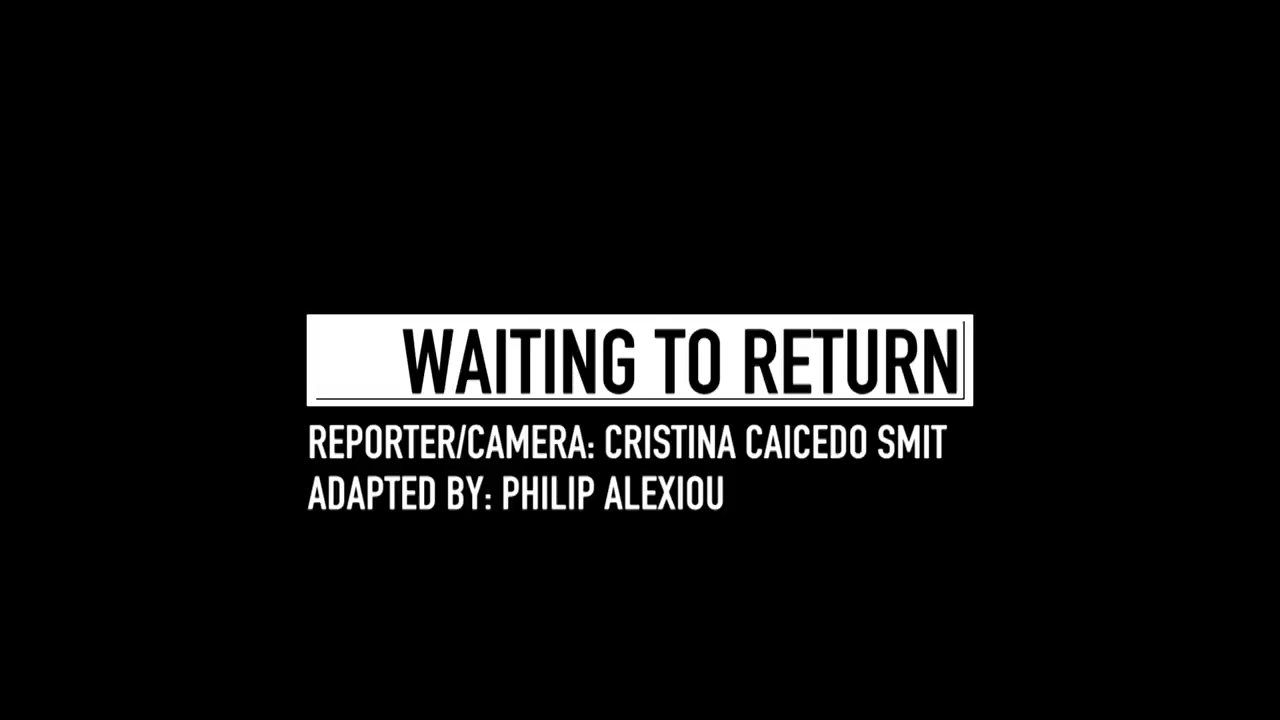 WAITING TO RETURN
REPORTER/CAMERA: CRISTINA CAICEDO SMIT
ADAPTED BY: PHILIP ALEXIOU